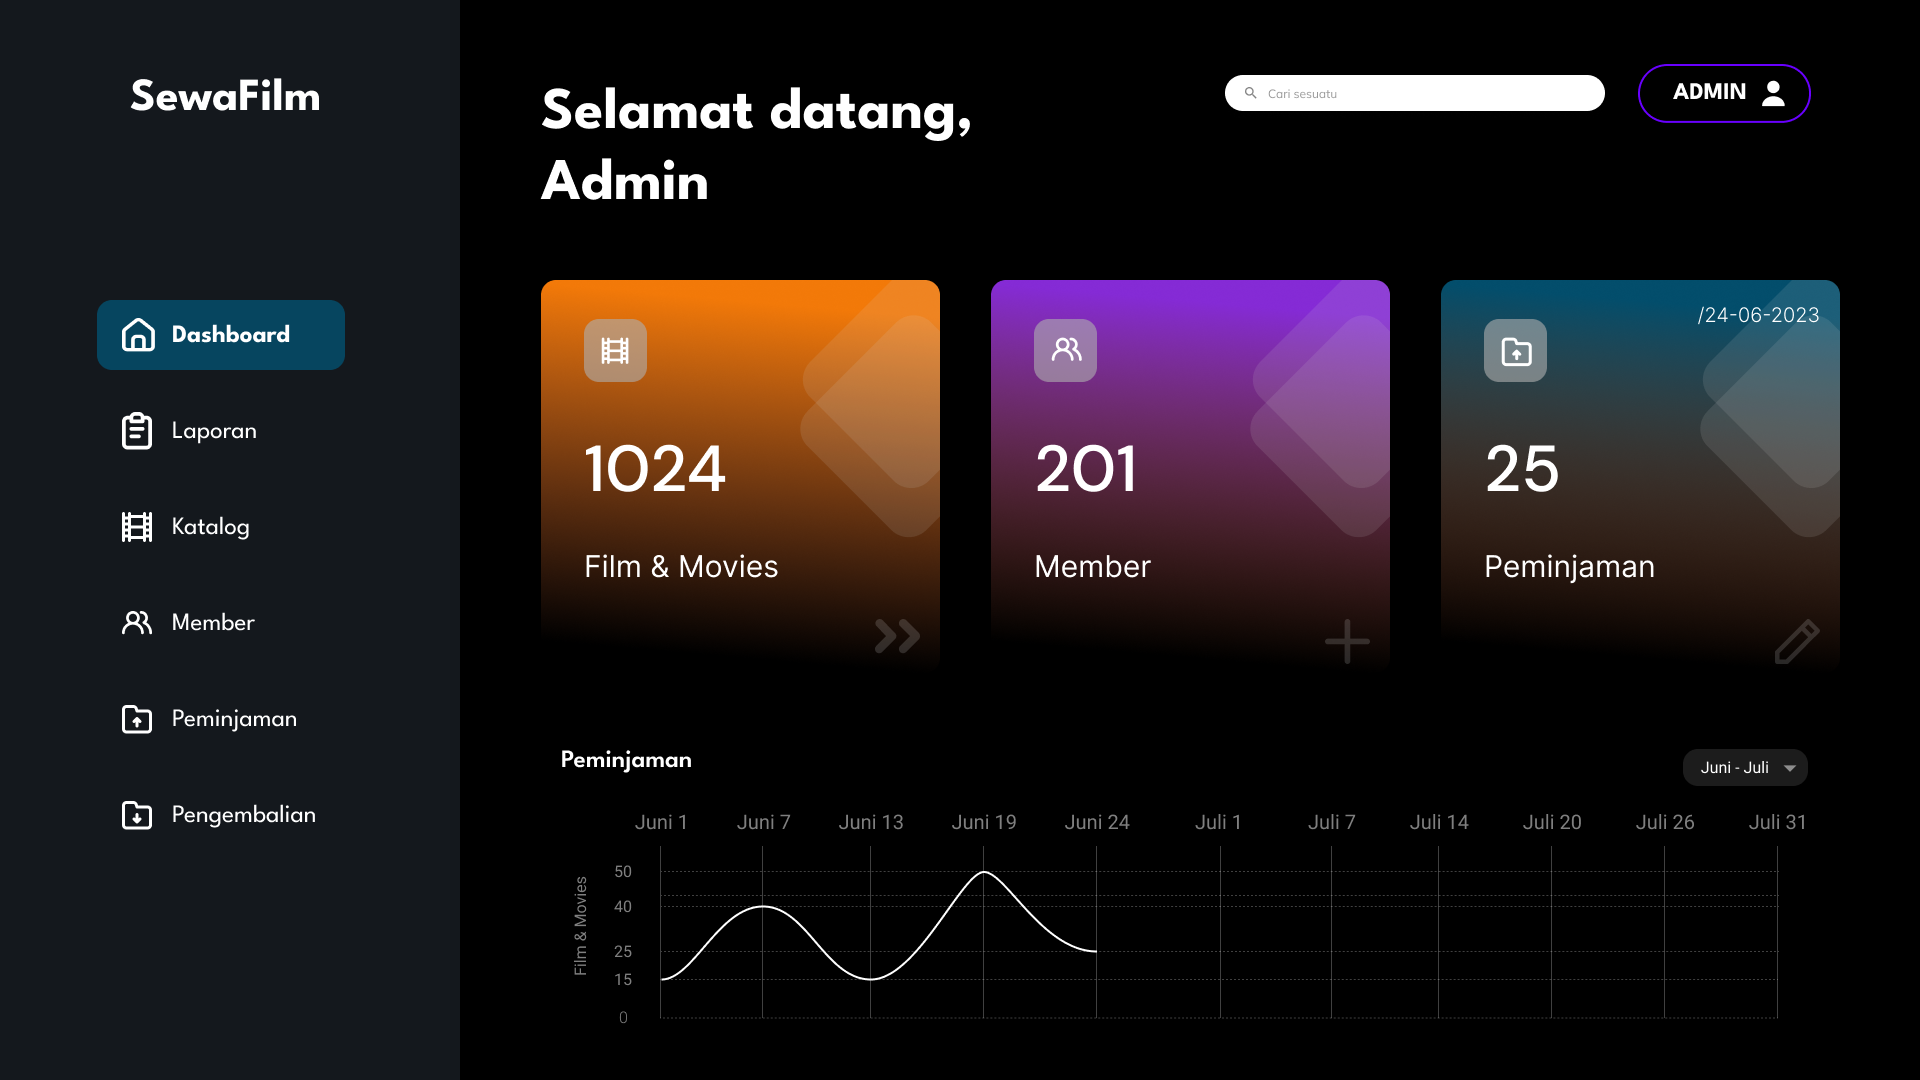 SewaFilm
Dashboard
Laporan
Katalog
Member
Peminjaman
Pengembalian
Selamat datang,
Admin
Cari sesuatu
ADMIN
1024
Film & Movies
201
Member
/24-06-2023
25
Peminjaman
Peminjaman
Juni - Juli
Juni 1 Juni 7 Juni 13 Juni 19 Juni 24 Juli 1 Juli 7 Juli 14 Juli 20 Juli 26 Juli 31
Film & Movies
50
40
25
15
0